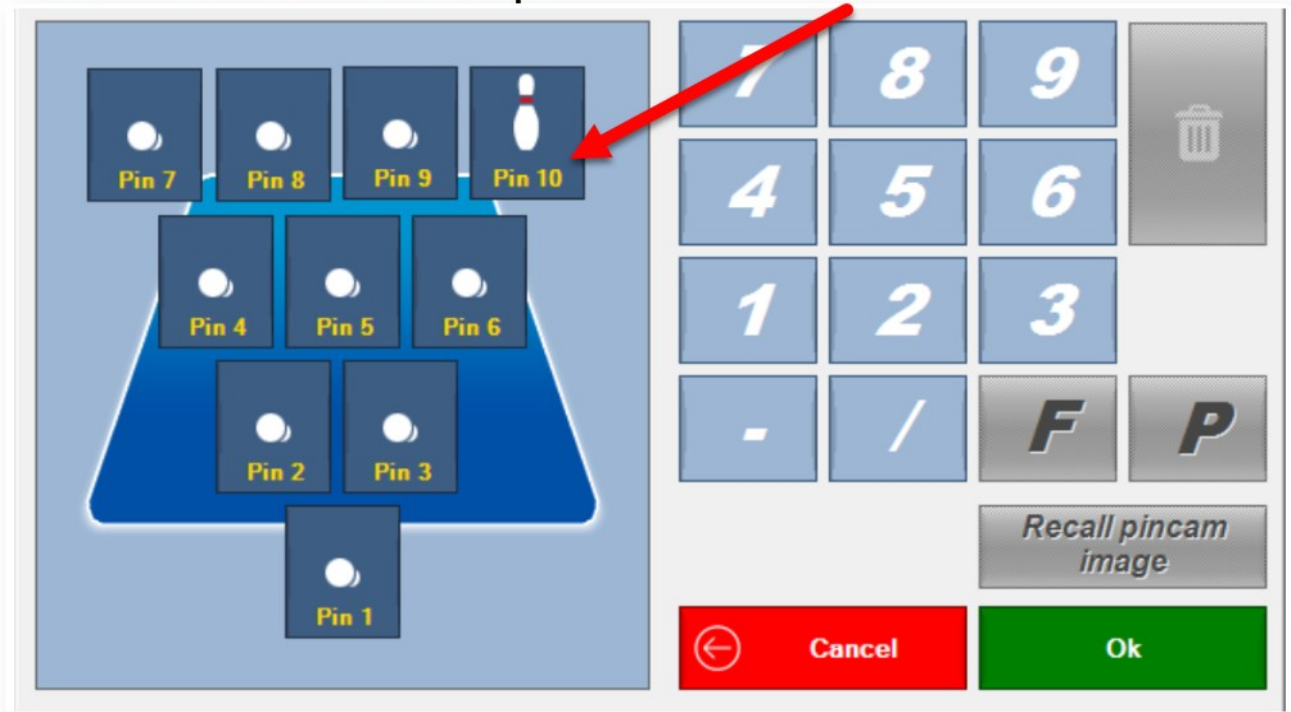 Pin 7 Pin 8 Pin 9 Pin 10
Pin 4 Pin 5 Pin 6
Pin 2 Pin 3
Pin 1
7 8 9
4 5 6
1 2 3
- / F P
Recall pincam
image
Cancel Ok